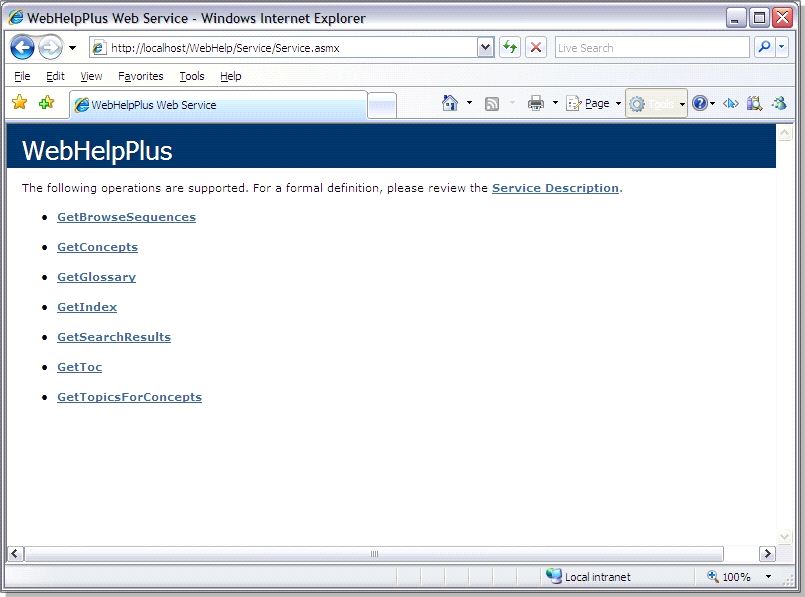 WebHelpPlus Web Service - Windows Internet Explorer
http://localhost/WebHelp/Service/Service.asmx
Live Search
File Edit View Favorites Tools Help
WebHelpPlus Web Service
Page Tools
WebHelpPlus
The following operations are supported. For a formal definition, please review the Service Description.
GetBrowseSequences
GetConcepts
GetGlossary
GetIndex
GetSearchResults
GetToc
GetTopicsForConcepts
Local intranet
100%